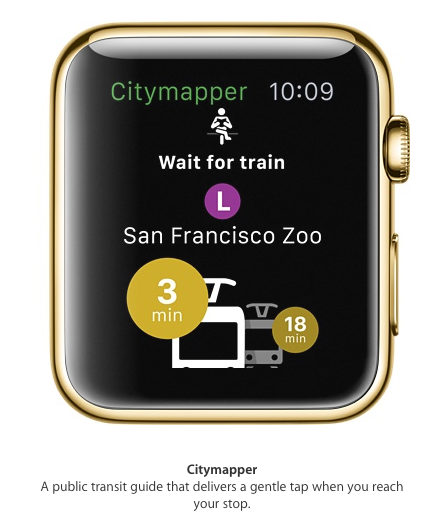 Citymapper 10:09
Wait for train
L
San Francisco Zoo
3
min
18
min
Citymapper
A public transit guide that delivers a gentle tap when you reach
your stop.